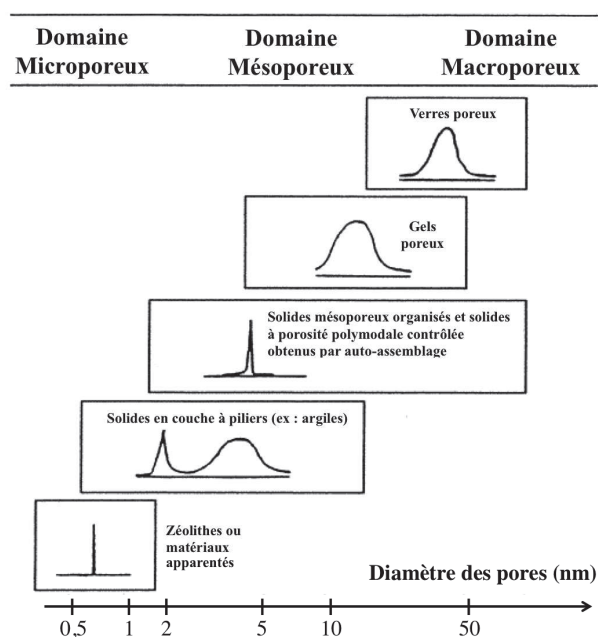 Domaine
Microporeux
Domaine
Mésoporeux
Domaine
Macroporeux
Verres poreux
Gels
poreux
Solides mésoporeux organisés et solides
à porosité polymodale contrôlée
obtenus par auto-assemblage
Solides en couche à piliers (ex : argiles)
Zéolithes ou
matériaux
apparentés
Diamètre des pores (nm)
0,5 1 2 5 10 50